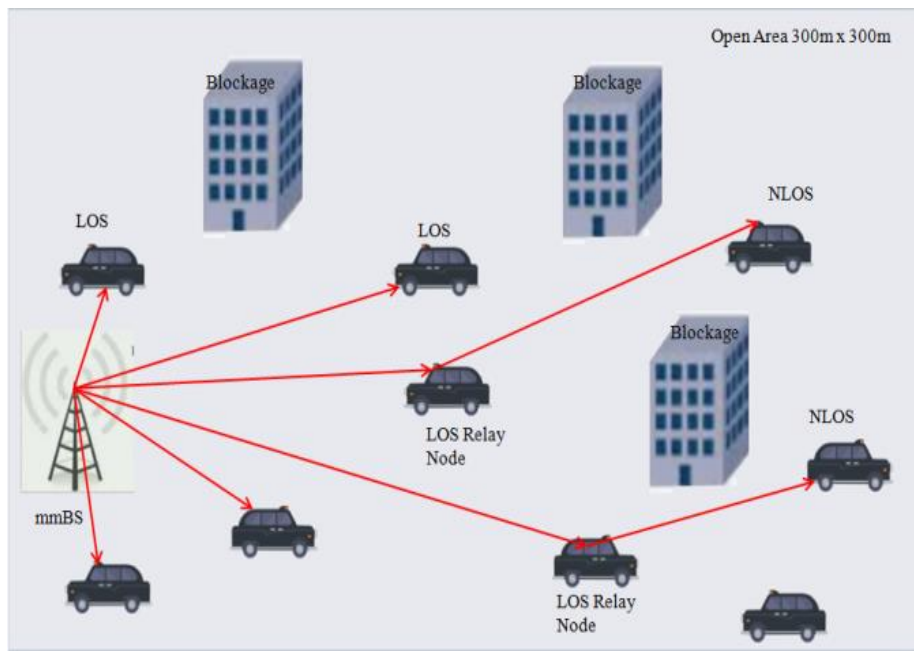 Open Area 300m x 300m
Blockage
Blockage
NLOS
LOS
LOS
Blockage
NLOS
LOS Relay
Node
mmBS
LOS Relay
Node